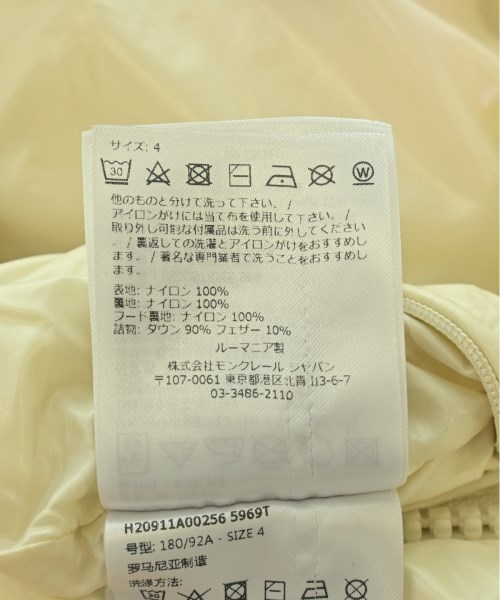 サイズ: 4
30
W
他のものと分けて洗って下さい。/
アイロンがけには当て布を使用して下さい。/
取り外し可能な付属品は洗う前に外してください
。/ 裏返しての洗濯とアイロンがけをおすすめし
ます。/ 著名な専門業者で洗うことをおすすめし
ます。
表地: ナイロン 100%
裏地: ナイロン 100%
フード裏地: ナイロン 100%
詰物: ダウン 90% フェザー 10%
ルーマニア製
株式会社モンクレール ジャパン
〒107-0061 東京都港区北青 3-6-7
03-3486-2110
H20911A00256 5969T
号型: 180/92A - SIZE 4
罗马尼亚制造
洗涤方法:
30